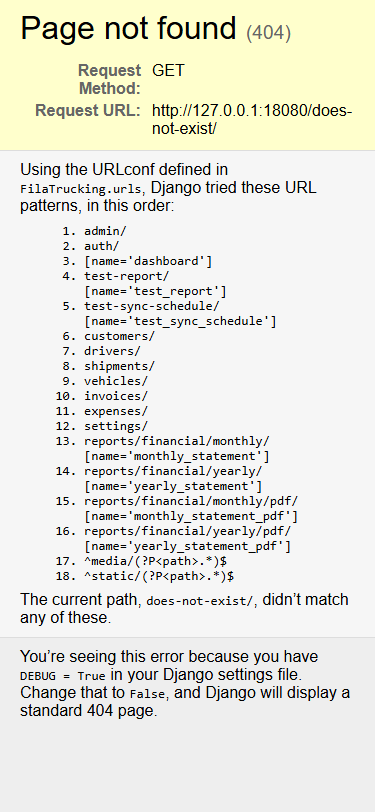 Page not found (404)
Request Method: GET
Request URL: http://127.0.0.1:18080/does-not-exist/
Using the URLconf defined in
FilaTrucking.urls, Django tried these URL
patterns, in this order:
1. admin/
2. auth/
3. [name='dashboard']
4. test-report/
[name='test_report']
5. test-sync-schedule/
[name='test_sync_schedule']
6. customers/
7. drivers/
8. shipments/
9. vehicles/
10. invoices/
11. expenses/
12. settings/
13. reports/financial/monthly/
[name='monthly_statement']
14. reports/financial/yearly/
[name='yearly_statement']
15. reports/financial/monthly/pdf/
[name='monthly_statement_pdf']
16. reports/financial/yearly/pdf/
[name='yearly_statement_pdf']
17. ^media/(?P<path>.*)$
18. ^static/(?P<path>.*)$
The current path, does-not-exist/, didn’t match
any of these.
You’re seeing this error because you have
DEBUG = True in your Django settings file.
Change that to False, and Django will display a
standard 404 page.